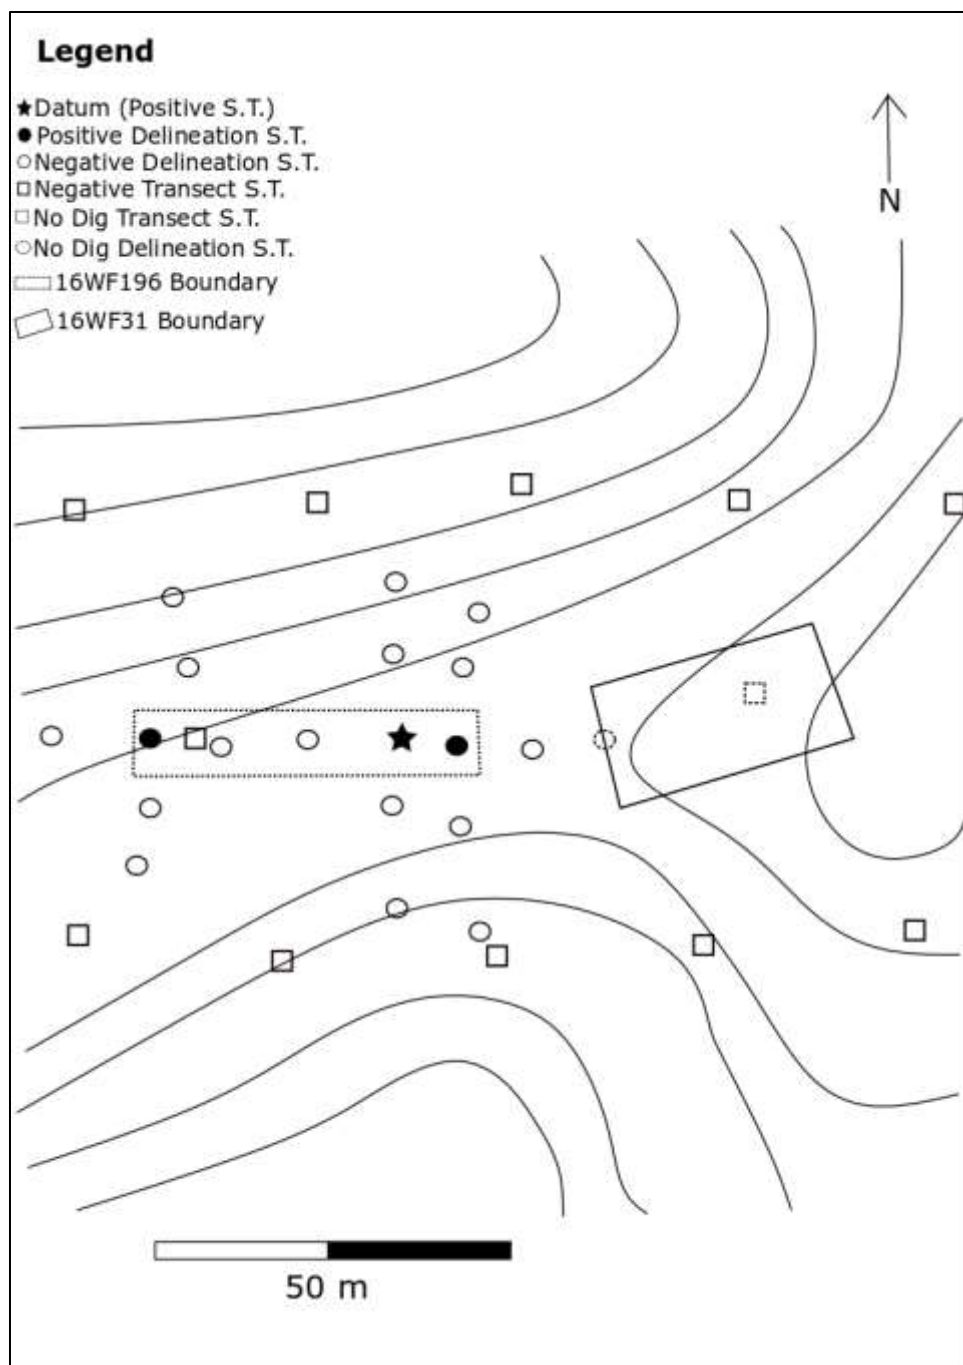 Legend
Datum (Positive S.T.)
Positive Delineation S.T.
Negative Delineation S.T.
Negative Transect S.T.
No Dig Transect S.T.
No Dig Delineation S.T.
16WF196 Boundary
16WF31 Boundary
N
50 m